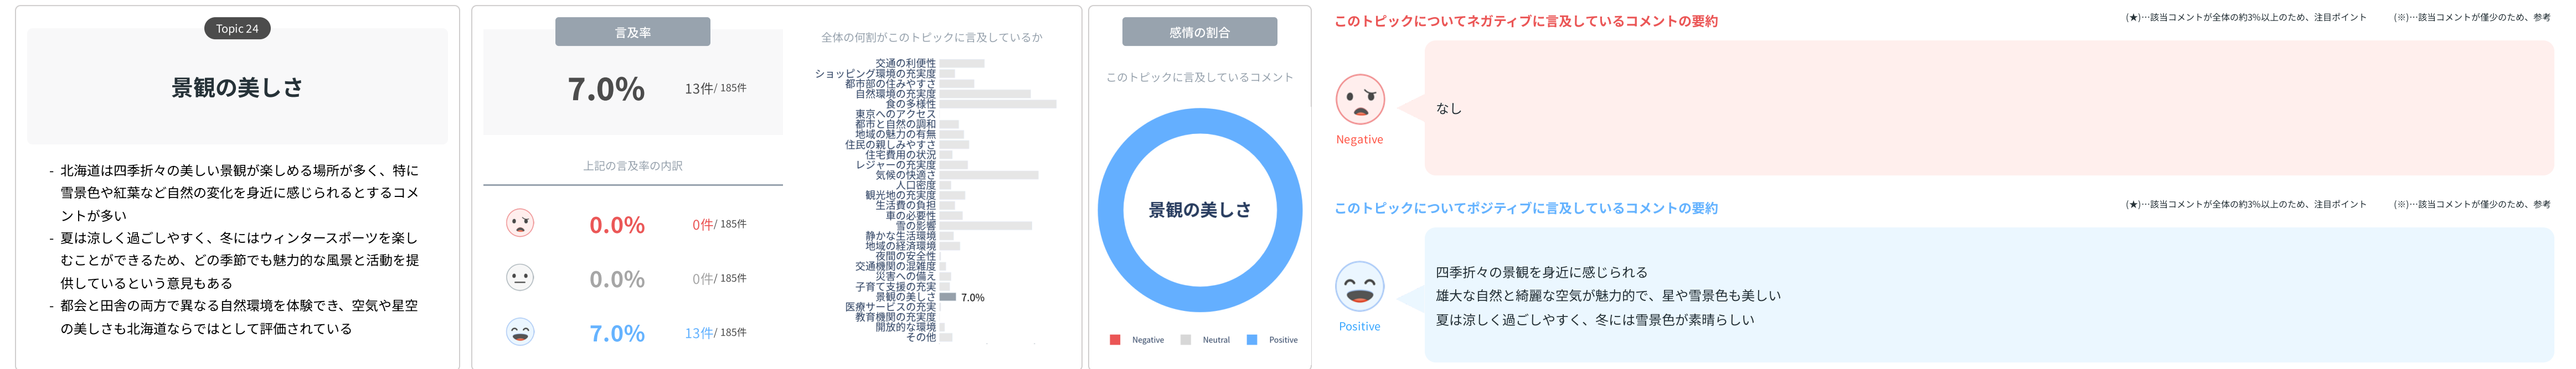 Topic 24
景観の美しさ
- 北海道は四季折々の美しい景観が楽しめる場所が多く、特に
雪景色や紅葉など自然の変化を身近に感じられるとするコメ
ントが多い
- 夏は涼しく過ごしやすく、冬にはウィンタースポーツを楽し
むことができるため、どの季節でも魅力的な風景と活動を提
供しているという意見もある
- 都会と田舎の両方で異なる自然環境を体験でき、空気や星空
の美しさも北海道ならではとして評価されている
言及率
7.0% 13件/ 185件
上記の言及率の内訳
0.0% 0件/ 185件
0.0% 0件/ 185件
7.0% 13件/ 185件
全体の何割がこのトピックに言及しているか
交通の利便性
ショッピング環境の充実度
都市部の住みやすさ
自然環境の充実度
食の多様性
東京へのアクセス
都市と自然の調和
地域の魅力の有無
住民の親しみやすさ
住宅費用の状況
レジャーの充実度
気候の快適さ
人口密度
観光地の充実度
生活費の負担
車の必要性
雪の影響
静かな生活環境
地域の経済環境
夜間の安全性
交通機関の混雑度
災害への備え
子育て支援の充実
景観の美しさ 7.0%
医療サービスの充実
教育機関の充実度
開放的な環境
その他
感情の割合
このトピックに言及しているコメント
景観の美しさ
Negative Neutral Positive
このトピックについてネガティブに言及しているコメントの要約
(★)…該当コメントが全体の約3%以上のため、注目ポイント (※)…該当コメントが僅少のため、参考
Negative
なし
このトピックについてポジティブに言及しているコメントの要約
(★)…該当コメントが全体の約3%以上のため、注目ポイント (※)…該当コメントが僅少のため、参考
Positive
四季折々の景観を身近に感じられる
雄大な自然と綺麗な空気が魅力的で、星や雪景色も美しい
夏は涼しく過ごしやすく、冬には雪景色が素晴らしい